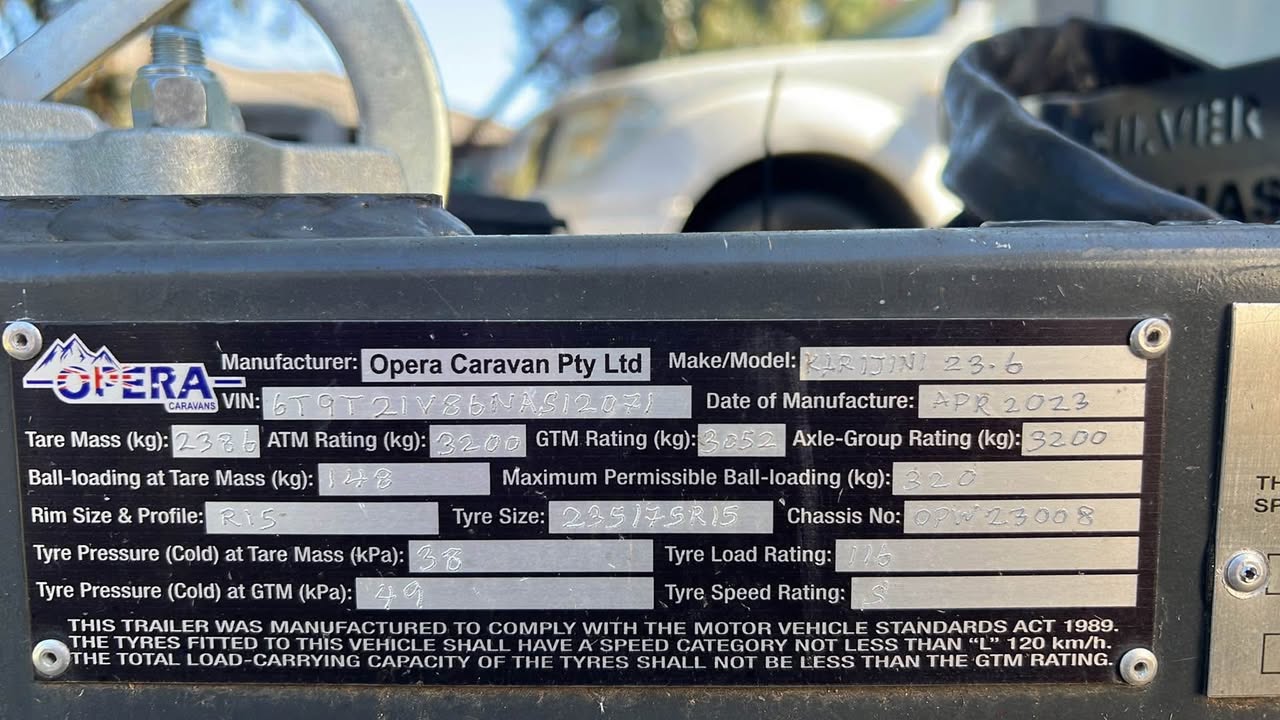 SILVER
OPERA
CARAVANS
Manufacturer: Opera Caravan Pty Ltd Make/Model: KARIJINI 23.6
VIN: 6T9T21V86NAS12071 Date of Manufacture: APR 2023
Tare Mass (kg): 2386 ATM Rating (kg): 3200 GTM Rating (kg): 3052 Axle-Group Rating (kg): 3200
Ball-loading at Tare Mass (kg): 148 Maximum Permissible Ball-loading (kg): 320
Rim Size & Profile: R15 Tyre Size: 235/75R15 Chassis No: OPW23008
Tyre Pressure (Cold) at Tare Mass (kPa): 38 Tyre Load Rating: 116
Tyre Pressure (Cold) at GTM (kPa): 49 Tyre Speed Rating: S
THIS TRAILER WAS MANUFACTURED TO COMPLY WITH THE MOTOR VEHICLE STANDARDS ACT 1989.
THE TYRES FITTED TO THIS VEHICLE SHALL HAVE A SPEED CATEGORY NOT LESS THAN "L" 120 km/h.
THE TOTAL LOAD-CARRYING CAPACITY OF THE TYRES SHALL NOT BE LESS THAN THE GTM RATING.